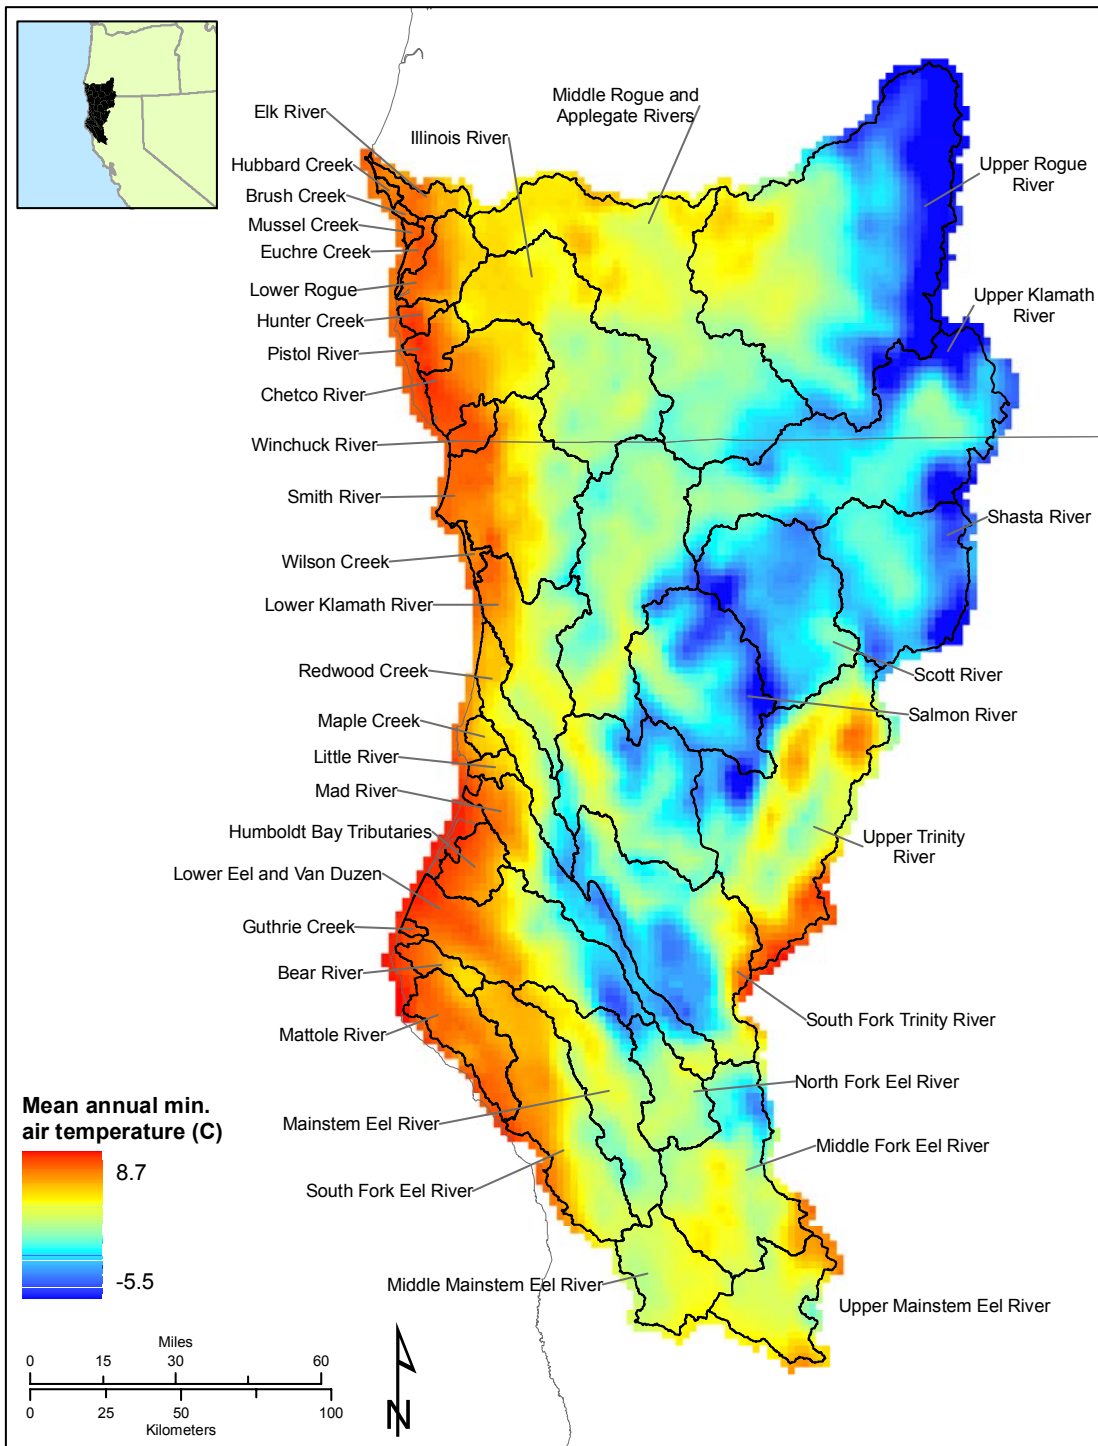 Elk River
Hubbard Creek
Brush Creek
Mussel Creek
Euchre Creek
Lower Rogue
Hunter Creek
Pistol River
Chetco River
Winchuck River
Smith River
Wilson Creek
Lower Klamath River
Redwood Creek
Maple Creek
Little River
Mad River
Humboldt Bay Tributaries
Lower Eel and Van Duzen
Guthrie Creek
Bear River
Mattole River
Mainstem Eel River
South Fork Eel River
Middle Mainstem Eel River
Illinois River
Middle Rogue and
Applegate Rivers
Upper Rogue
River
Upper Klamath
River
Shasta River
Scott River
Salmon River
Upper Trinity
River
South Fork Trinity River
North Fork Eel River
Middle Fork Eel River
Upper Mainstem Eel River
Mean annual min.
air temperature (C)
8.7
-5.5
Miles
0 15 30 60
0 25 50 100
Kilometers
N